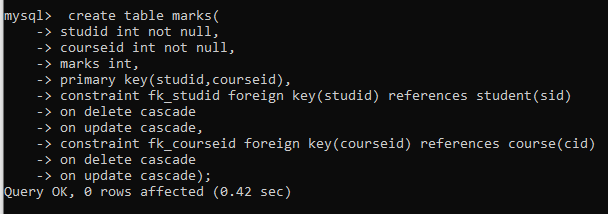 mysql>  create table marks(
    -> studid int not null,
    -> courseid int not null,
    -> marks int,
    -> primary key(studid,courseid),
    -> constraint fk_studid foreign key(studid) references student(sid)
    -> on delete cascade
    -> on update cascade,
    -> constraint fk_courseid foreign key(courseid) references course(cid)
    -> on delete cascade
    -> on update cascade);
Query OK, 0 rows affected (0.42 sec)